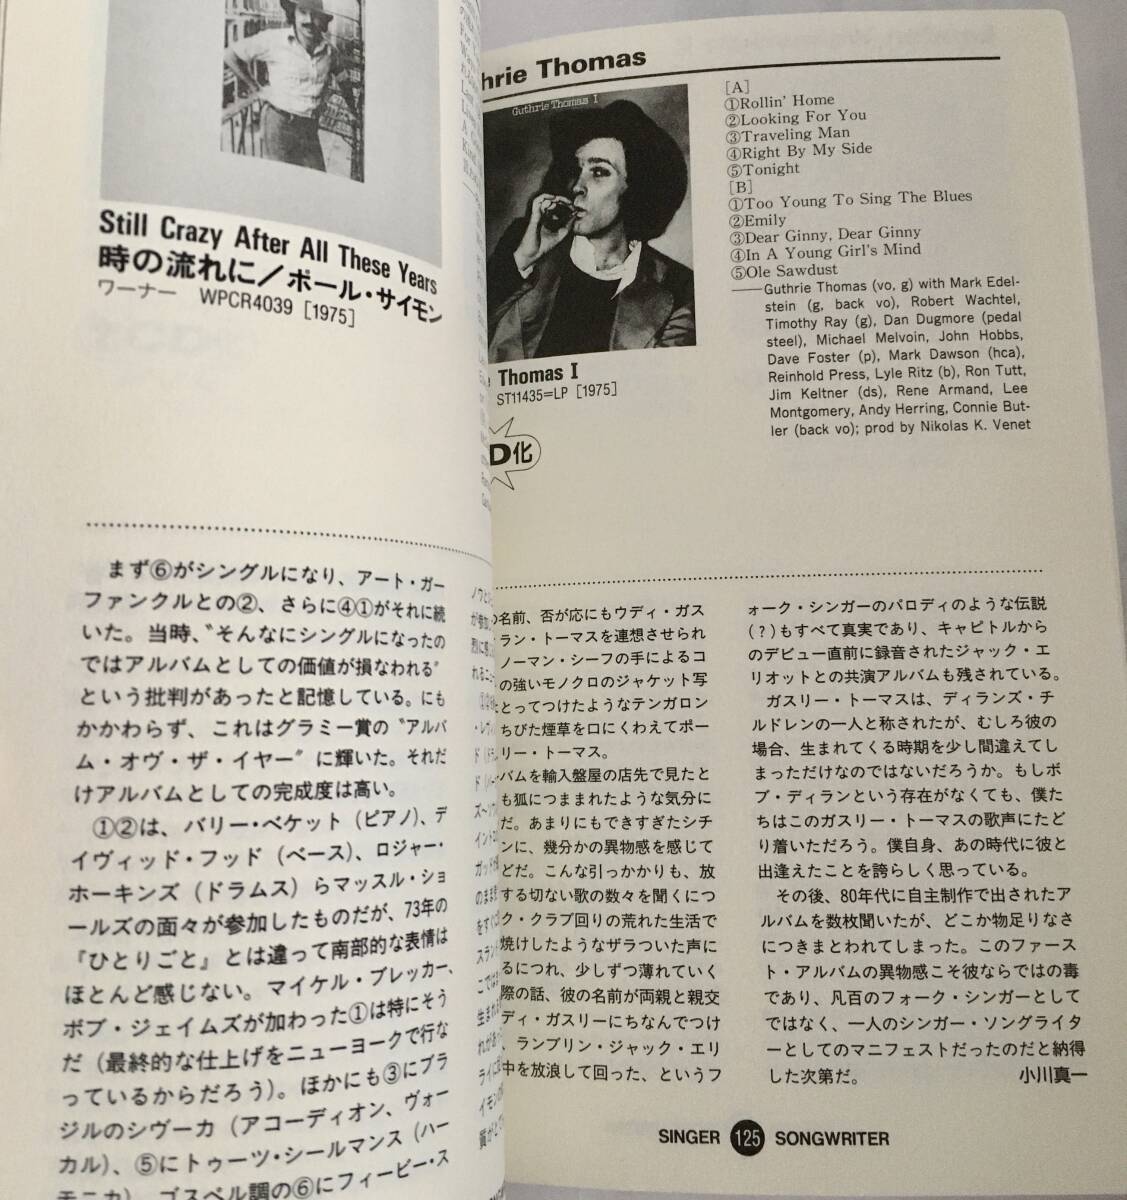 Still Crazy After All These Years
時の流れに／ポール・サイモン
ワーナー WPCR4039［1975］
まず⑥がシングルになり、アート・ガー
ファンクルとの②、さらに④①がそれに続
いた。当時、〝そんなにシングルになったの
ではアルバムとしての価値が損なわれる〟
という批判があったと記憶している。にも
かかわらず、これはグラミー賞の〝アルバ
ム・オヴ・ザ・イヤー〟に輝いた。それだ
けアルバムとしての完成度は高い。
①②は、バリー・ベケット（ピアノ）、デ
イヴィッド・フッド（ベース）、ロジャー・
ホーキンズ（ドラムス）らマッスル・ショ
ールズの面々が参加したものだが、73年の
『ひとりごと』とは違って南部的な表情は
ほとんど感じない。マイケル・ブレッカー、
ボブ・ジェイムズが加わった①は特にそう
だ（最終的な仕上げをニューヨークで行な
っているからだろう）。ほかにも③にブラ
ジルのシヴーカ（アコーディオン、ヴォー
カル）、⑤にトゥーツ・シールマンス（ハー
モニカ）、ゴスペル調の⑥にフィービー・ス
hrie Thomas
Guthrie Thomas I
Thomas I
ST11435=LP［1975］
D化
[A]
①Rollin' Home
②Looking For You
③Traveling Man
④Right By My Side
⑤Tonight
[B]
①Too Young To Sing The Blues
②Emily
③Dear Ginny, Dear Ginny
④In A Young Girl's Mind
⑤Ole Sawdust
——Guthrie Thomas (vo, g) with Mark Edel-
stein (g, back vo), Robert Wachtel,
Timothy Ray (g), Dan Dugmore (pedal
steel), Michael Melvoin, John Hobbs,
Dave Foster (p), Mark Dawson (hca),
Reinhold Press, Lyle Ritz (b), Ron Tutt,
Jim Keltner (ds), Rene Armand, Lee
Montgomery, Andy Herring, Connie But-
ler (back vo); prod by Nikolas K. Venet
の名前、否が応にもウディ・ガス
ラン・トーマスを連想させられ
ノーマン・シーフの手によるコ
の強いモノクロのジャケット写
とってつけたようなテンガロン
ちびた煙草を口にくわえてポー
リー・トーマス。
バムを輸入盤屋の店先で見たと
も狐につままれたような気分に
だ。あまりにもできすぎたシチ
ンに、幾分かの異物感を感じて
どだ。こんな引っかかりも、放
する切ない歌の数々を聞くにつ
ク・クラブ回りの荒れた生活で
焼けしたようなザラついた声に
るにつれ、少しずつ薄れていく
際の話、彼の名前が両親と親交
ディ・ガスリーにちなんでつけ
、ランブリン・ジャック・エリ
中を放浪して回った、というフ
ォーク・シンガーのパロディのような伝説
（？）もすべて真実であり、キャピトルから
のデビュー直前に録音されたジャック・エ
リオットとの共演アルバムも残されている。
ガスリー・トーマスは、ディランズ・チ
ルドレンの一人と称されたが、むしろ彼の
場合、生まれてくる時期を少し間違えてし
まっただけなのではないだろうか。もしボ
ブ・ディランという存在がなくても、僕た
ちはこのガスリー・トーマスの歌声にたど
り着いただろう。僕自身、あの時代に彼と
出逢えたことを誇らしく思っている。
その後、80年代に自主制作で出されたア
ルバムを数枚聞いたが、どこか物足りなさ
につきまとわれてしまった。このファース
ト・アルバムの異物感こそ彼ならではの毒
であり、凡百のフォーク・シンガーとして
ではなく、一人のシンガー・ソングライタ
ーとしてのマニフェストだったのだと納得
した次第だ。 小川真一
SINGER 125 SONGWRITER